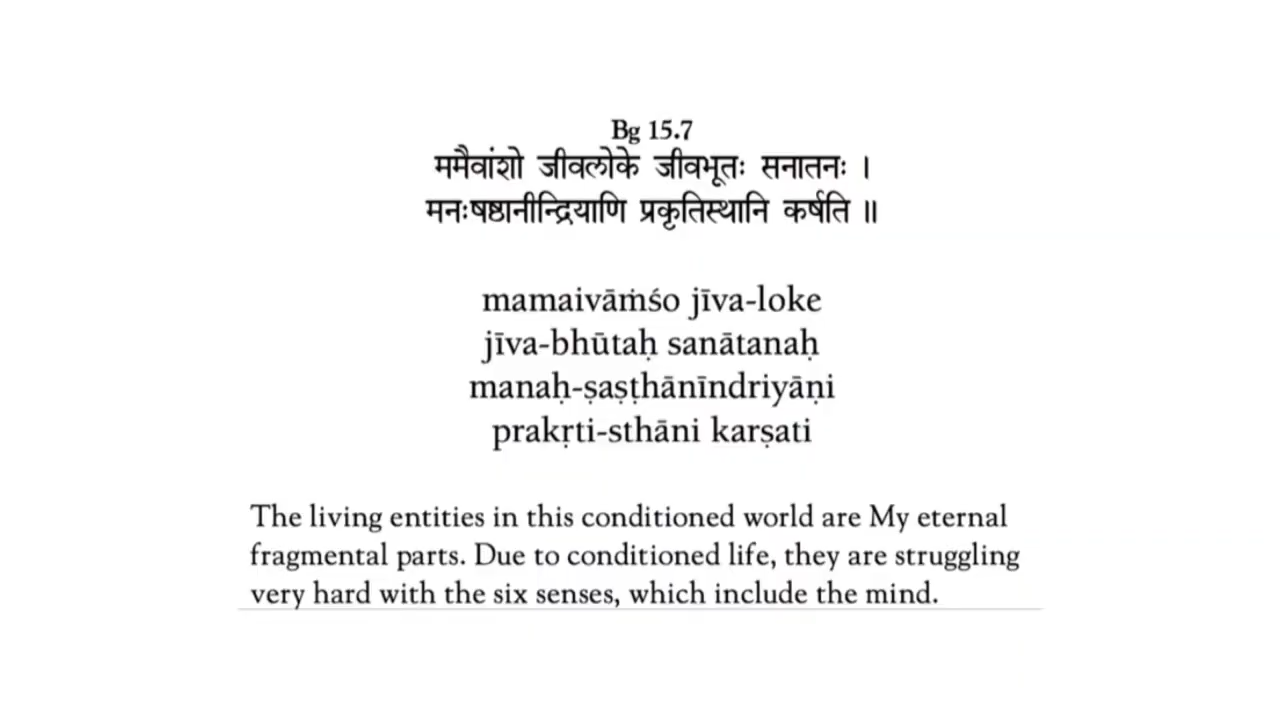 Bg 15.7
ममैवांशो जीवलोके जीवभूतः सनातनः ।
मनःषष्ठानीन्द्रियाणि प्रकृतिस्थानि कर्षति ॥
mamaivāṁśo jīva-loke
jīva-bhūtaḥ sanātanaḥ
manaḥ-ṣaṣṭhānīndriyāṇi
prakṛti-sthāni karṣati
The living entities in this conditioned world are My eternal
fragmental parts. Due to conditioned life, they are struggling
very hard with the six senses, which include the mind.